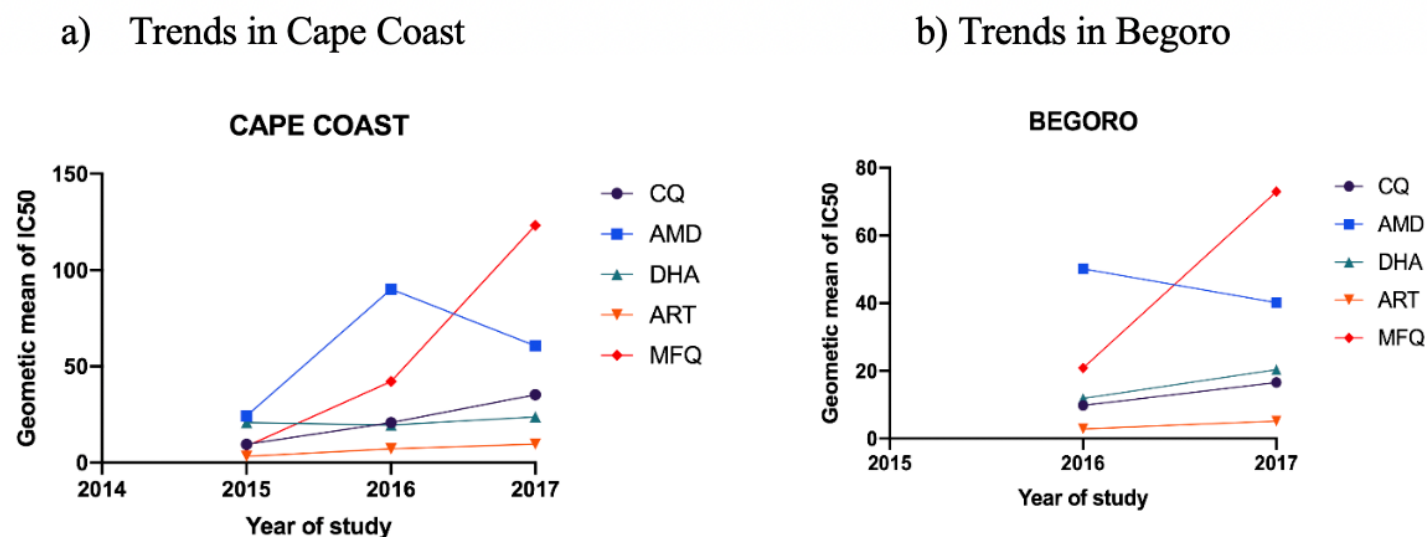 a) Trends in Cape Coast
CAPE COAST
Geometic mean of IC50
150
100
50
0
2014 2015 2016 2017
Year of study
CQ
AMD
DHA
ART
MFQ
b) Trends in Begoro
BEGORO
Geometic mean of IC50
80
60
40
20
0
2015 2016 2017
Year of study
CQ
AMD
DHA
ART
MFQ